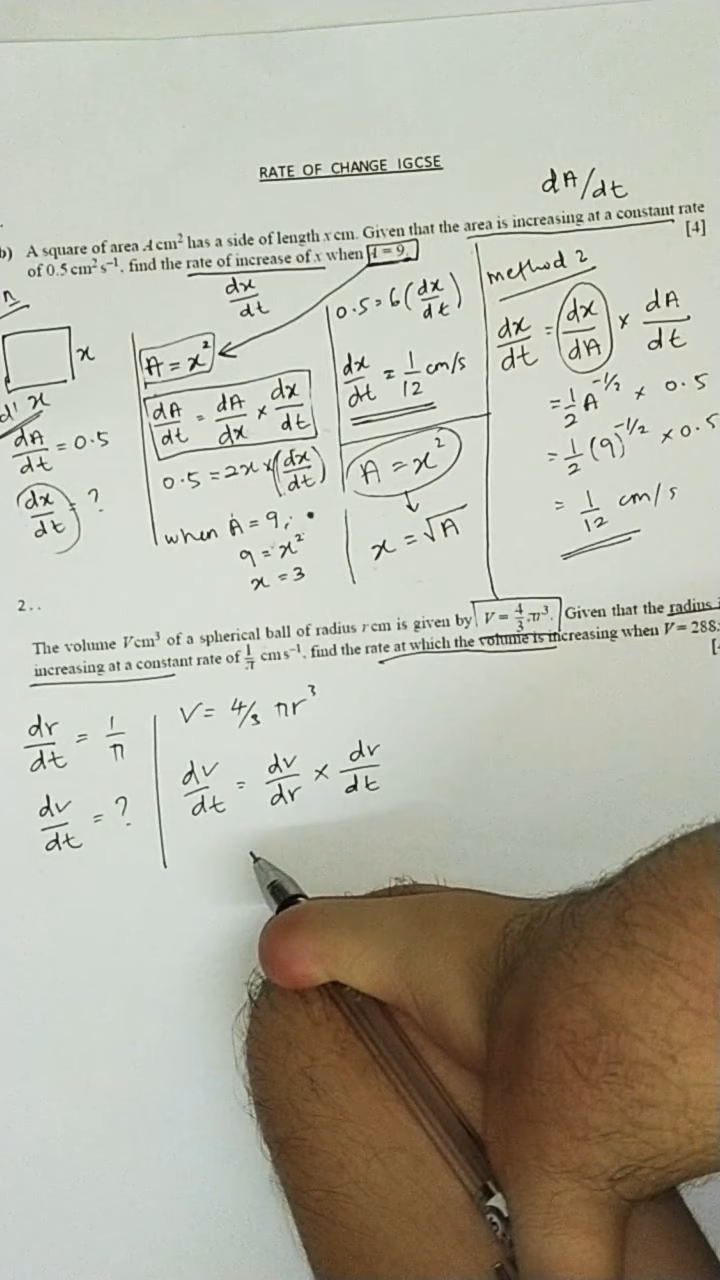 RATE OF CHANGE IGCSE
dA/dt
b) A square of area A cm² has a side of length x cm. Given that the area is increasing at a constant rate
of 0.5 cm² s⁻¹, find the rate of increase of x when A = 9.
[4]
dx/dt
x
dA/dt = 0.5
dx/dt = ?
A = x²
dA/dt = dA/dx × dx/dt
0.5 = 2x × (dx/dt)
when A = 9,
9 = x²
x = 3
0.5 = 6(dx/dt)
dx/dt = 1/12 cm/s
A = x²
x = √A
method 2
dx/dt = dx/dA × dA/dt
= 1/2 A^-1/2 × 0.5
= 1/2 (9)^-1/2 × 0.5
= 1/12 cm/s
2..
The volume V cm³ of a spherical ball of radius r cm is given by V = 4/3 πr³. Given that the radius
increasing at a constant rate of 1/π cm s⁻¹, find the rate at which the volume is increasing when V = 288
dr/dt = 1/π
dv/dt = ?
V = 4/3 πr³
dv/dt = dv/dr × dr/dt